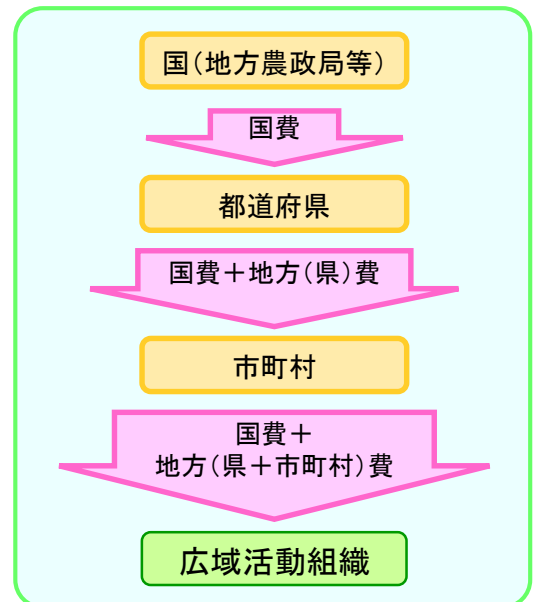 国(地方農政局等)
国費
都道府県
国費＋地方(県)費
市町村
国費＋
地方(県＋市町村)費
広域活動組織